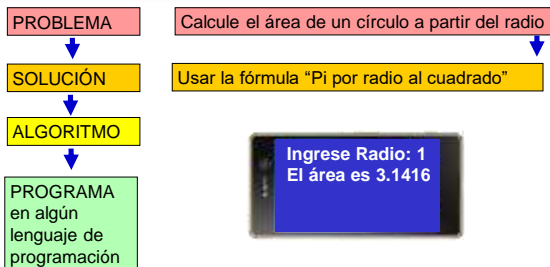 PROBLEMA
Calcule el área de un círculo a partir del radio
SOLUCIÓN
Usar la fórmula “Pi por radio al cuadrado”
ALGORITMO
Ingrese Radio: 1
El área es 3.1416
PROGRAMA
en algún
lenguaje de
programación